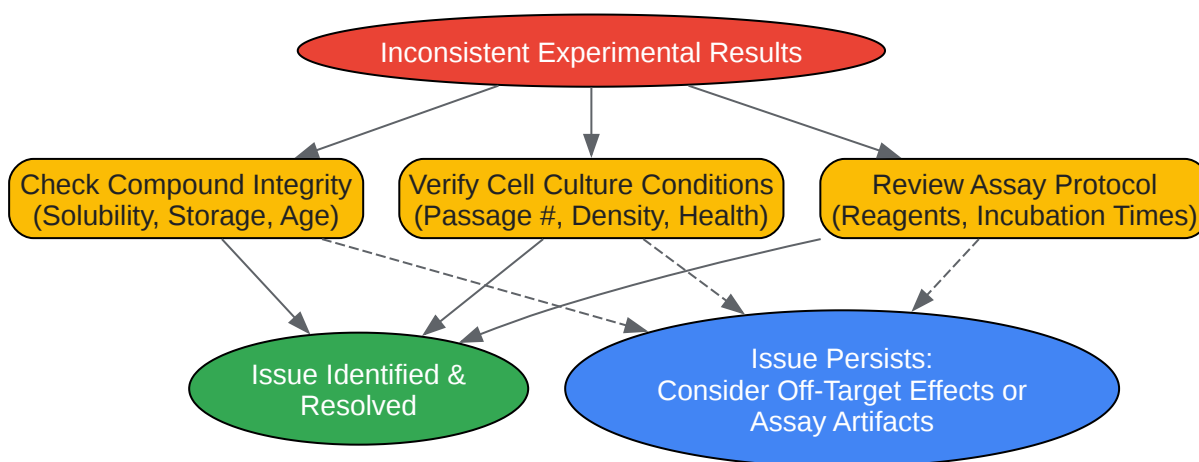 Inconsistent Experimental Results
Check Compound Integrity
(Solubility, Storage, Age)
Verify Cell Culture Conditions
(Passage #, Density, Health)
Review Assay Protocol
(Reagents, Incubation Times)
Issue Identified &
Resolved
Issue Persists:
Consider Off-Target Effects or
Assay Artifacts